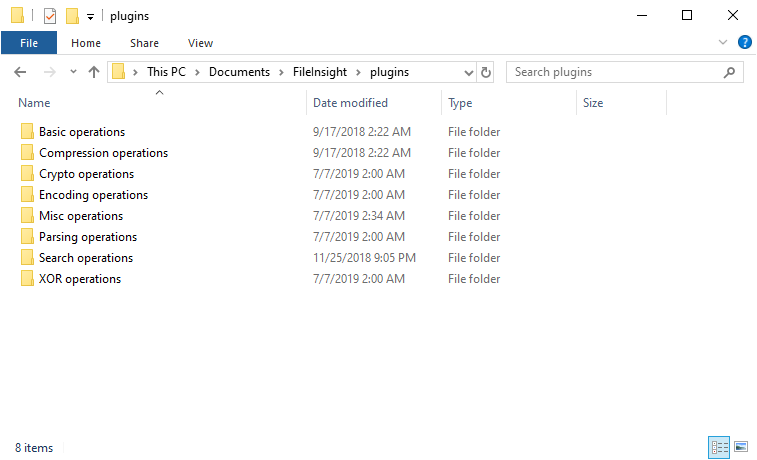 plugins
File Home Share View
This PC Documents FileInsight plugins Search plugins
Name Date modified Type Size
Basic operations 9/17/2018 2:22 AM File folder
Compression operations 9/17/2018 2:22 AM File folder
Crypto operations 7/7/2019 2:00 AM File folder
Encoding operations 7/7/2019 2:00 AM File folder
Misc operations 7/7/2019 2:34 AM File folder
Parsing operations 7/7/2019 2:00 AM File folder
Search operations 11/25/2018 9:05 PM File folder
XOR operations 7/7/2019 2:00 AM File folder
8 items